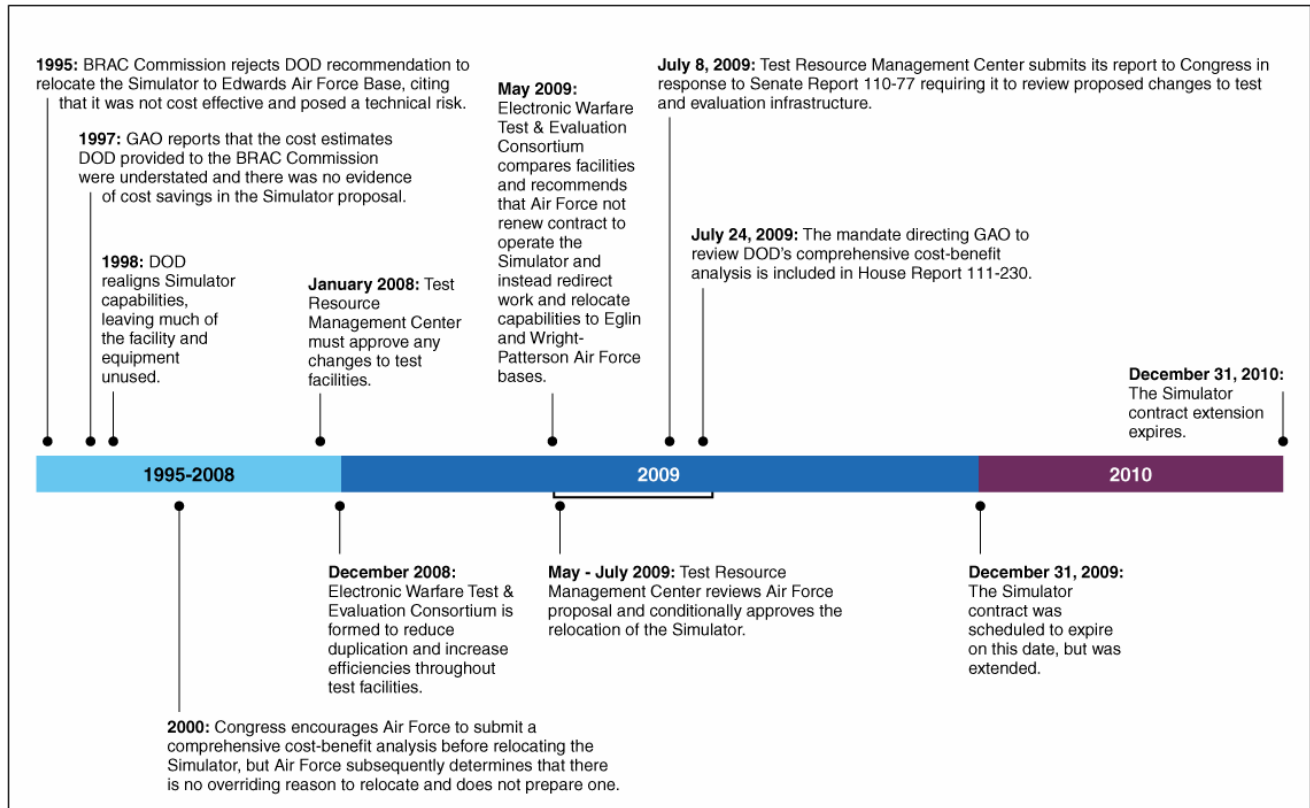 1995: BRAC Commission rejects DOD recommendation to
relocate the Simulator to Edwards Air Force Base, citing
that it was not cost effective and posed a technical risk.
1997: GAO reports that the cost estimates
DOD provided to the BRAC Commission
were understated and there was no evidence
of cost savings in the Simulator proposal.
1998: DOD
realigns Simulator
capabilities,
leaving much of
the facility and
equipment
unused.
January 2008: Test
Resource
Management Center
must approve any
changes to test
facilities.
May 2009:
Electronic Warfare
Test & Evaluation
Consortium
compares facilities
and recommends
that Air Force not
renew contract to
operate the
Simulator and
instead redirect
work and relocate
capabilities to Eglin
and Wright-
Patterson Air Force
bases.
July 8, 2009: Test Resource Management Center submits its report to Congress in
response to Senate Report 110-77 requiring it to review proposed changes to test
and evaluation infrastructure.
July 24, 2009: The mandate directing GAO to
review DOD's comprehensive cost-benefit
analysis is included in House Report 111-230.
December 31, 2010:
The Simulator
contract extension
expires.
1995-2008
2009
2010
December 2008:
Electronic Warfare Test &
Evaluation Consortium is
formed to reduce
duplication and increase
efficiencies throughout
test facilities.
May - July 2009: Test Resource
Management Center reviews Air Force
proposal and conditionally approves the
relocation of the Simulator.
December 31, 2009:
The Simulator
contract was
scheduled to expire
on this date, but was
extended.
2000: Congress encourages Air Force to submit a
comprehensive cost-benefit analysis before relocating the
Simulator, but Air Force subsequently determines that there
is no overriding reason to relocate and does not prepare one.